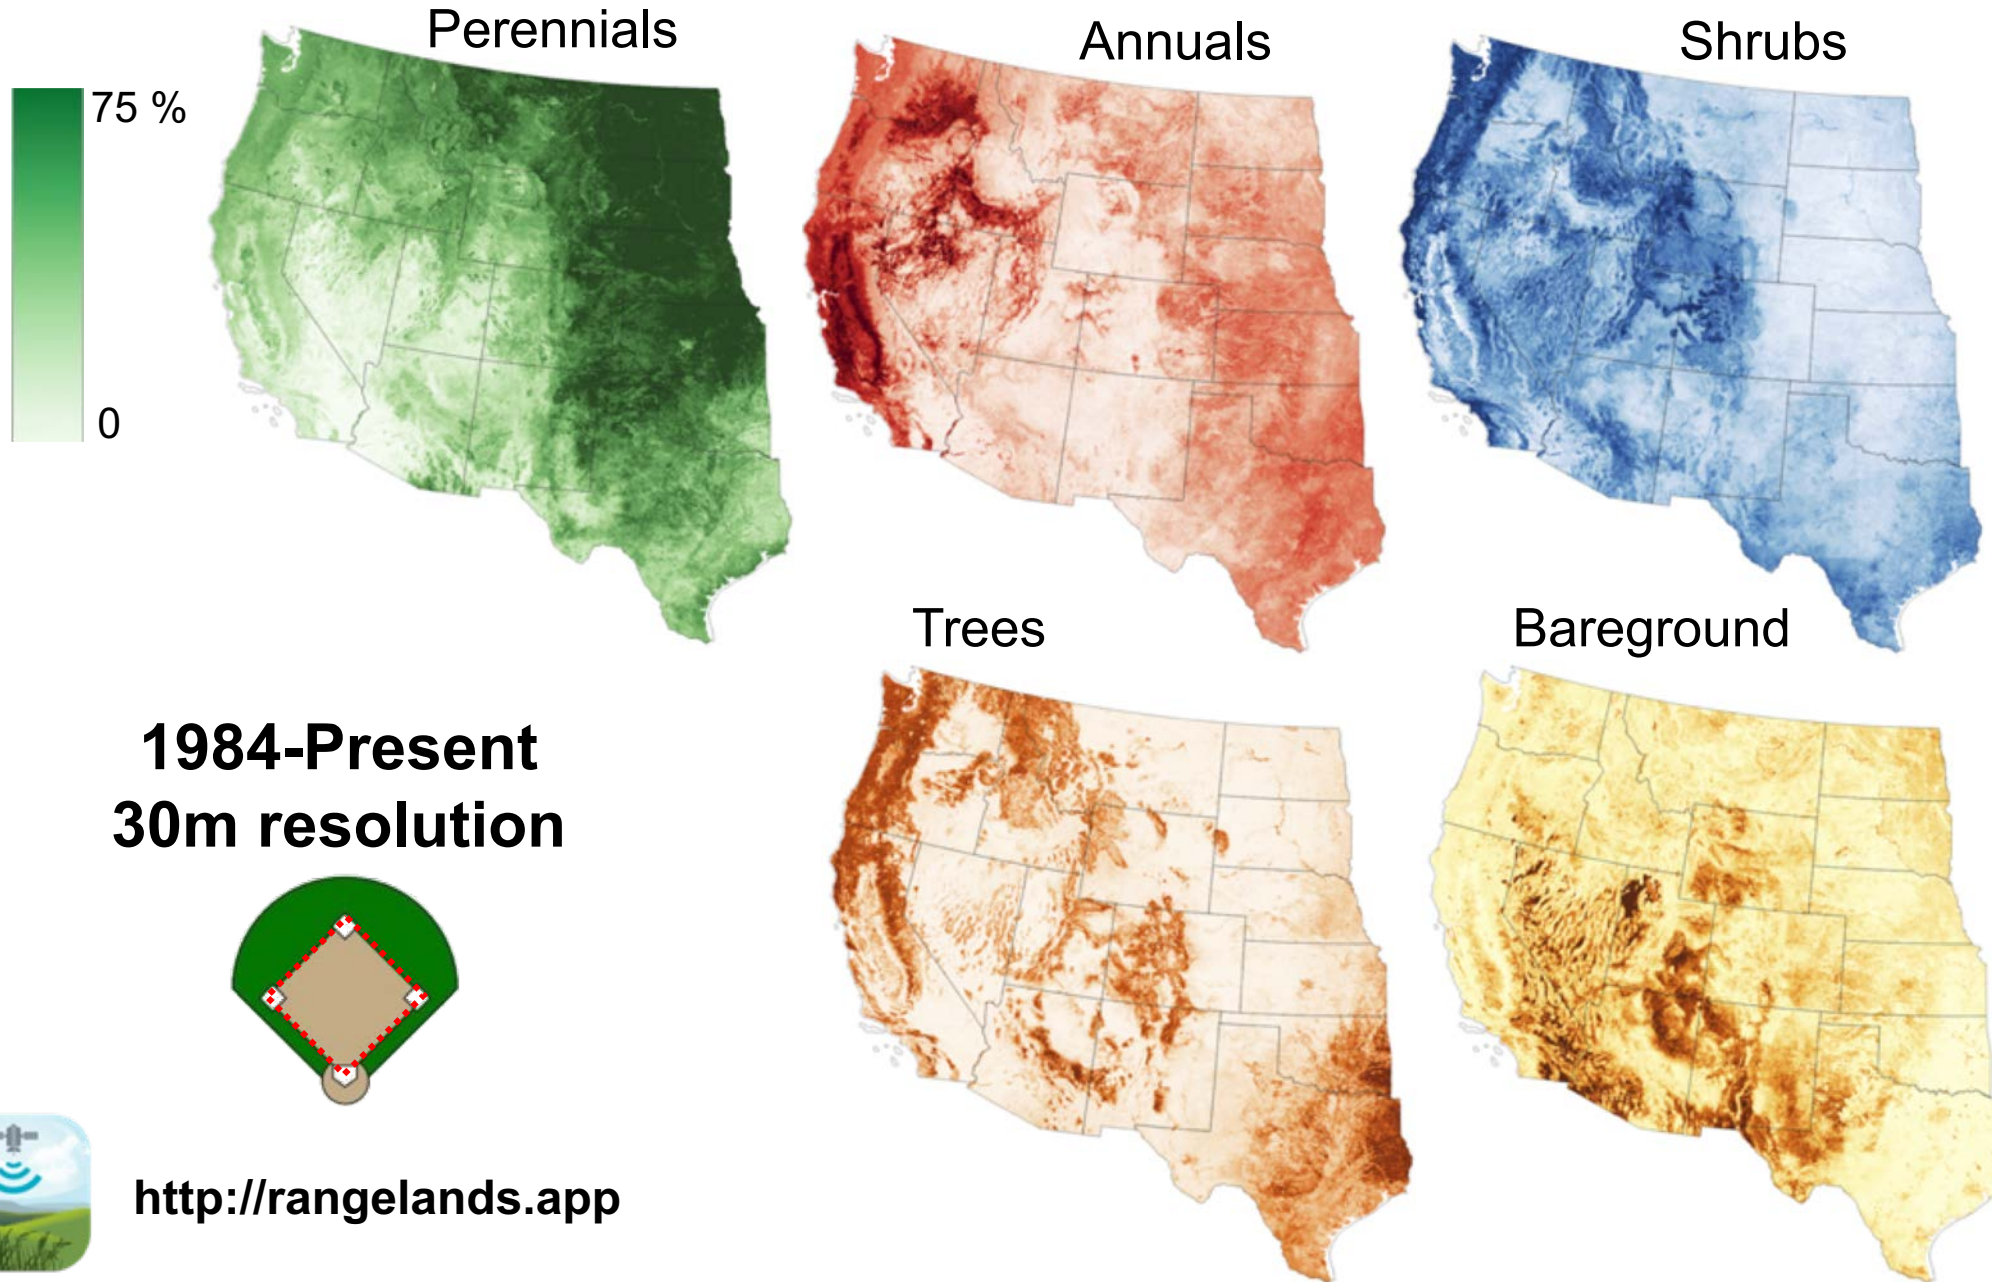 Perennials
Annuals
Shrubs
75 %
0
Trees
Bareground
1984-Present
30m resolution
http://rangelands.app